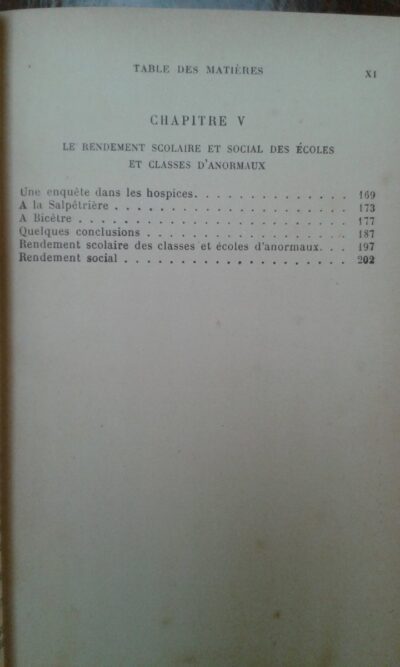 TABLE DES MATIÈRES XI
CHAPITRE V
LE RENDEMENT SCOLAIRE ET SOCIAL DES ÉCOLES
ET CLASSES D'ANORMAUX
Une enquête dans les hospices. . . . . . . . . . . . . . . 169
A la Salpêtrière . . . . . . . . . . . . . . . . . . . . . 173
A Bicêtre . . . . . . . . . . . . . . . . . . . . . . . . 177
Quelques conclusions . . . . . . . . . . . . . . . . . . 187
Rendement scolaire des classes et écoles d'anormaux. . . 197
Rendement social . . . . . . . . . . . . . . . . . . . . 202